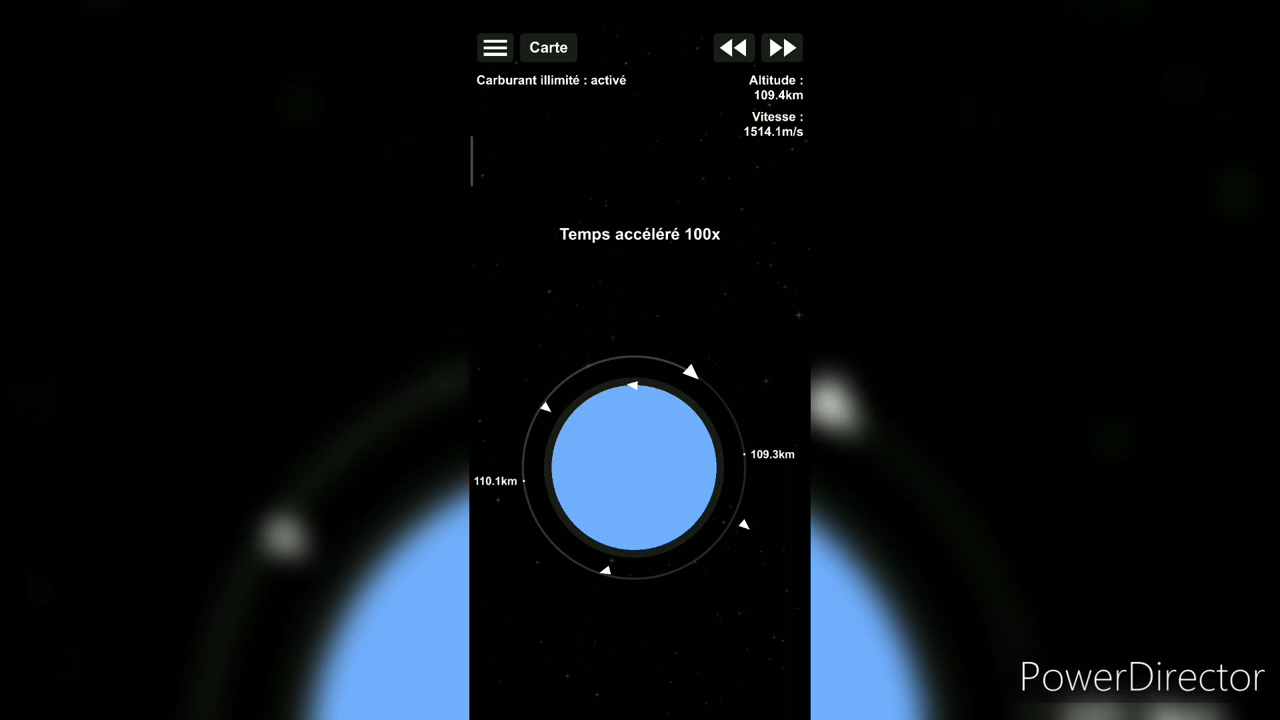 Carte
Carburant illimité : activé
Altitude :
109.4km
Vitesse :
1514.1m/s
Temps accéléré 100x
109.3km
110.1km
PowerDirector